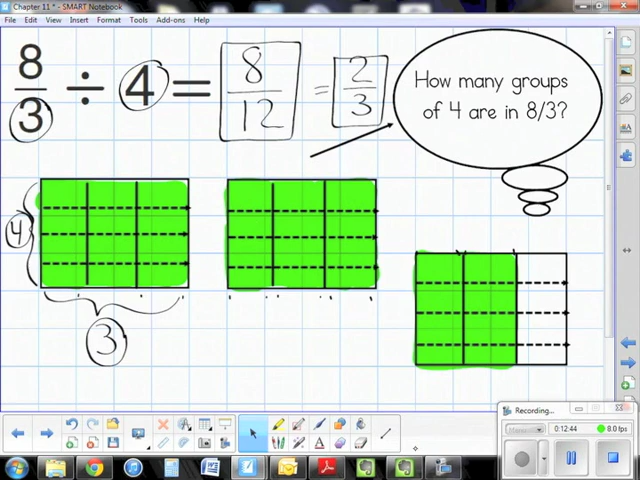 Chapter 11 * - SMART Notebook
File Edit View Insert Format Tools Add-ons Help
8/3 ÷ 4 = 8/12 = 2/3
How many groups
of 4 are in 8/3?
4
3
Recording...
Menu
0:12:44 8.0 fps